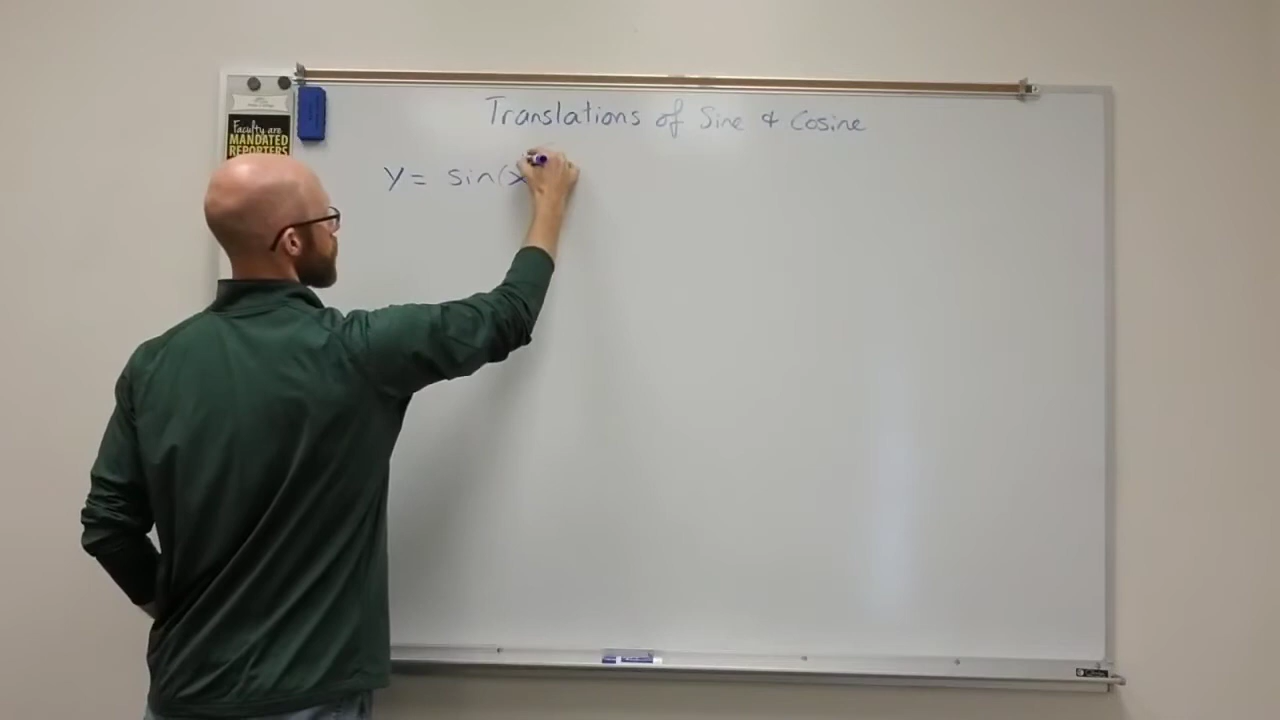 Translations of Sine & Cosine
Faculty are
MANDATED
REPORTERS
y = sin(x